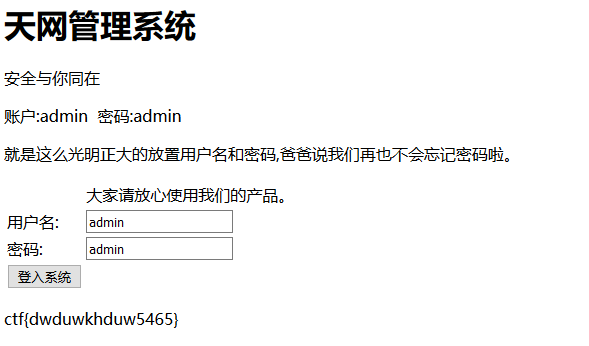 天网管理系统
安全与你同在
账户:admin 密码:admin
就是这么光明正大的放置用户名和密码,爸爸说我们再也不会忘记密码啦。
大家请放心使用我们的产品。
用户名: admin
密码: admin
登入系统
ctf{dwduwkhduw5465}